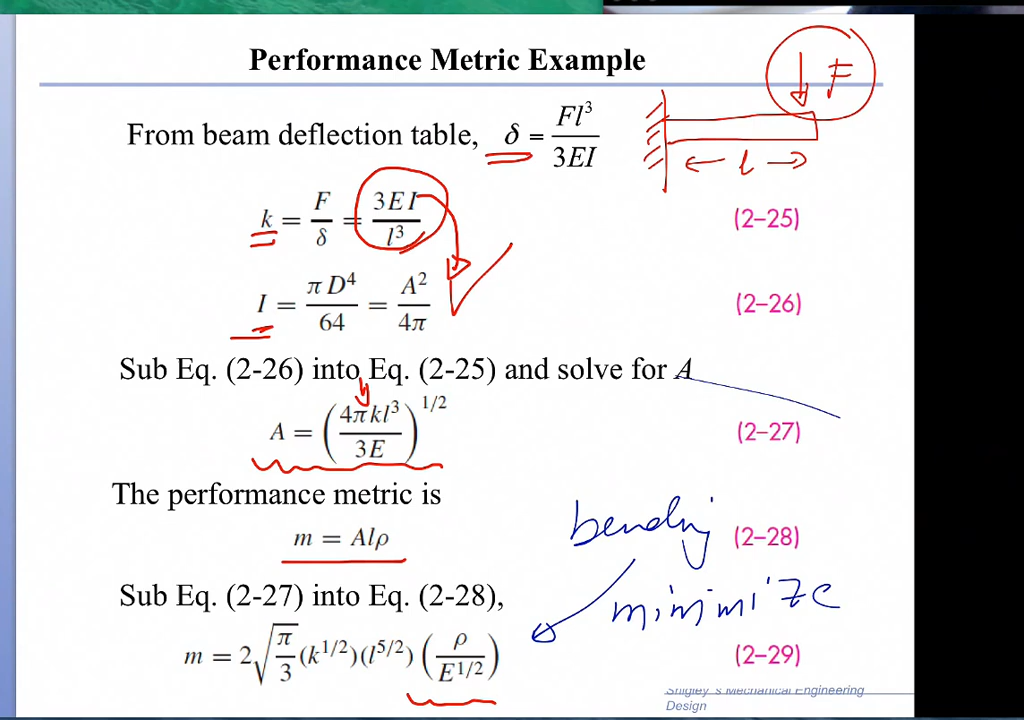 Performance Metric Example
F
From beam deflection table, δ = Fl³/3EI
← l →
k = F/δ = 3EI/l³ (2–25)
I = πD⁴/64 = A²/4π (2–26)
Sub Eq. (2-26) into Eq. (2-25) and solve for A
A = (4πkl³/3E)^1/2 (2–27)
The performance metric is
bending
m = Alρ (2–28)
minimize
Sub Eq. (2-27) into Eq. (2-28),
m = 2√(π/3)(k^1/2)(l^5/2)(ρ/E^1/2) (2–29)
Shigley's Mechanical Engineering
Design